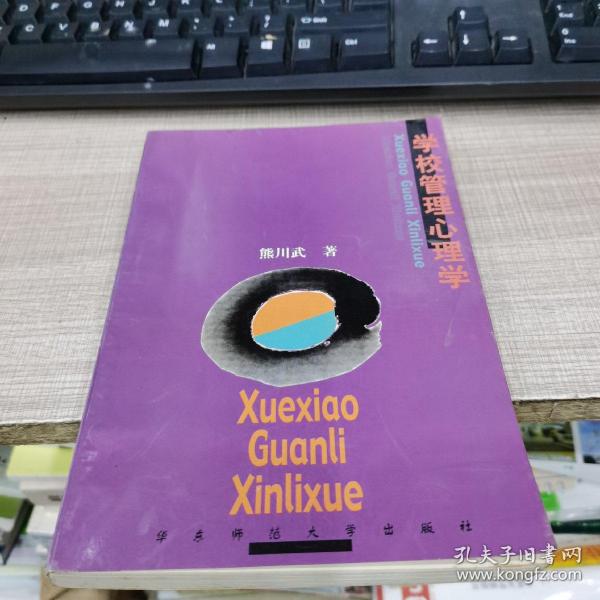 学校管理心理学
Xuexiao Guanli Xinlixue
熊川武 著
Xuexiao
Guanli
Xinlixue
华东师范大学出版社
孔夫子旧书网
www.kongfz.com